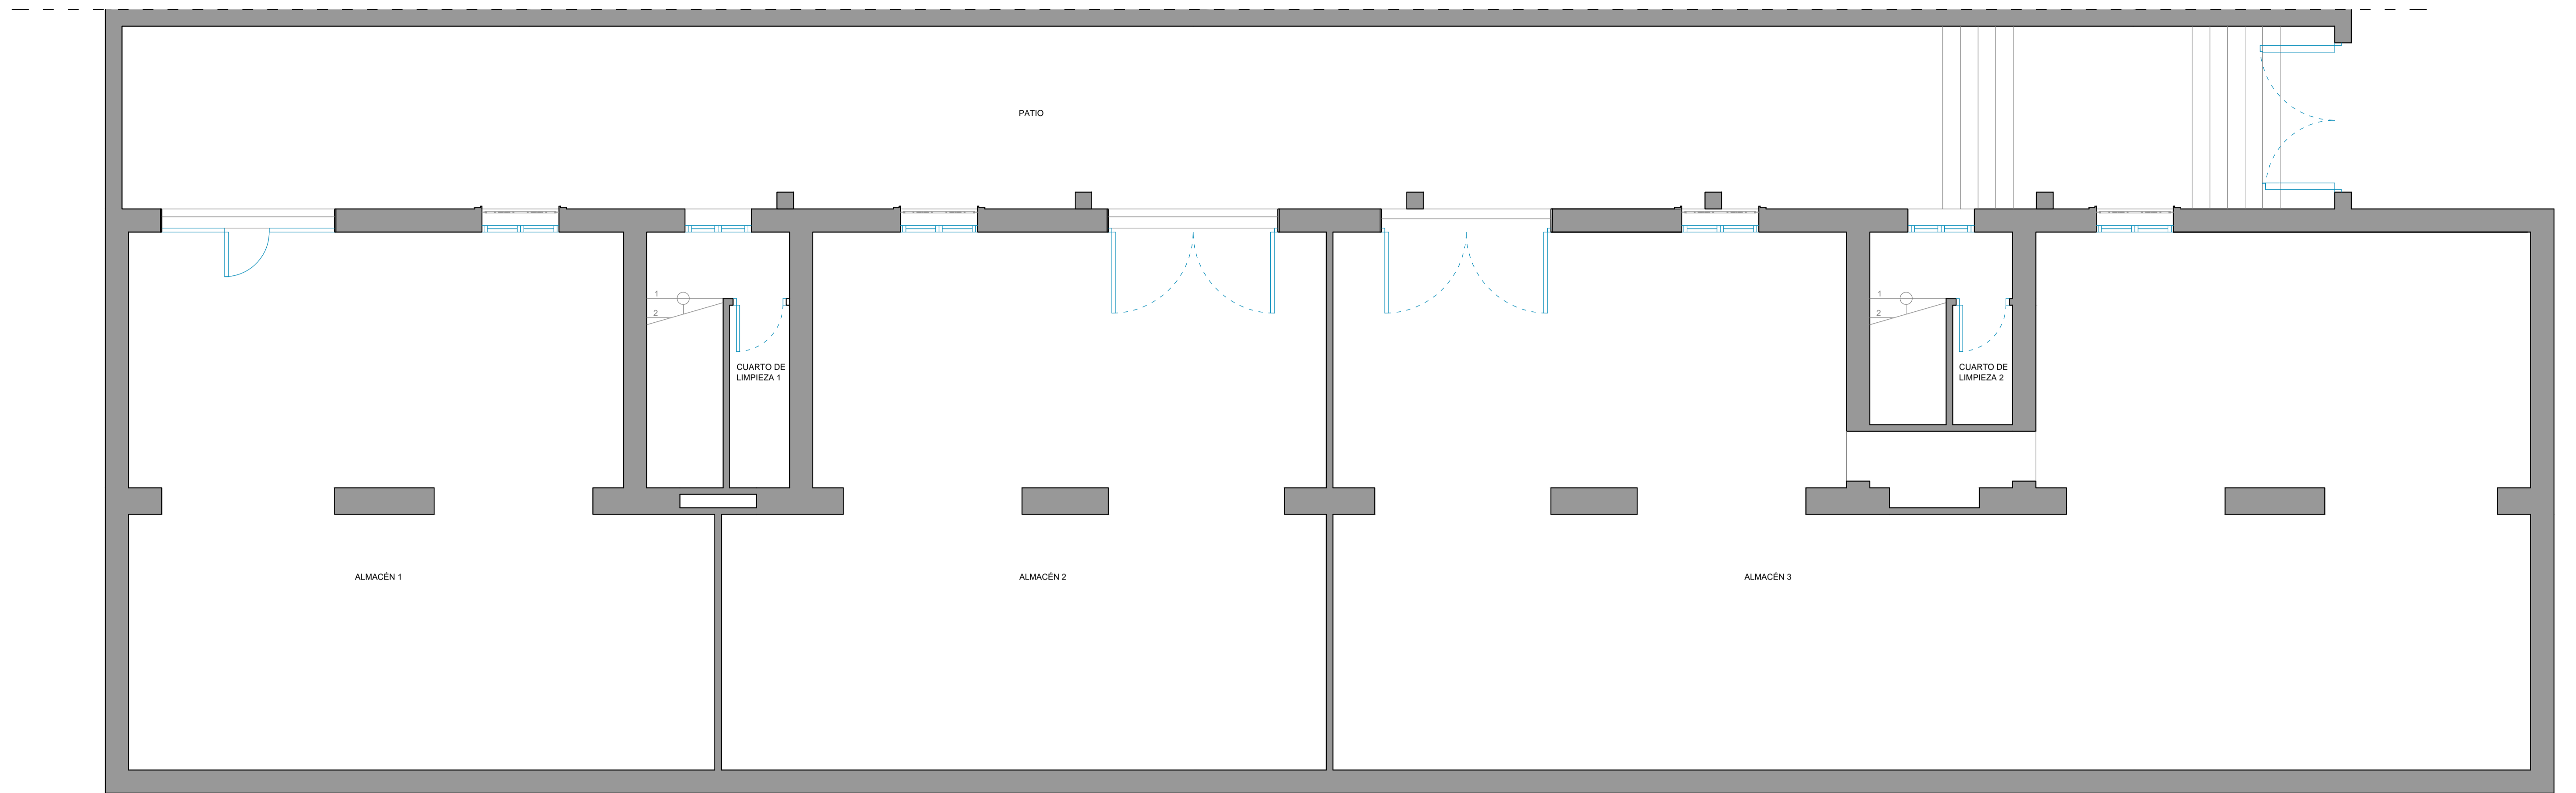 PATIO
1
2
CUARTO DE
LIMPIEZA 1
1
2
CUARTO DE
LIMPIEZA 2
ALMACÉN 1
ALMACÉN 2
ALMACÉN 3